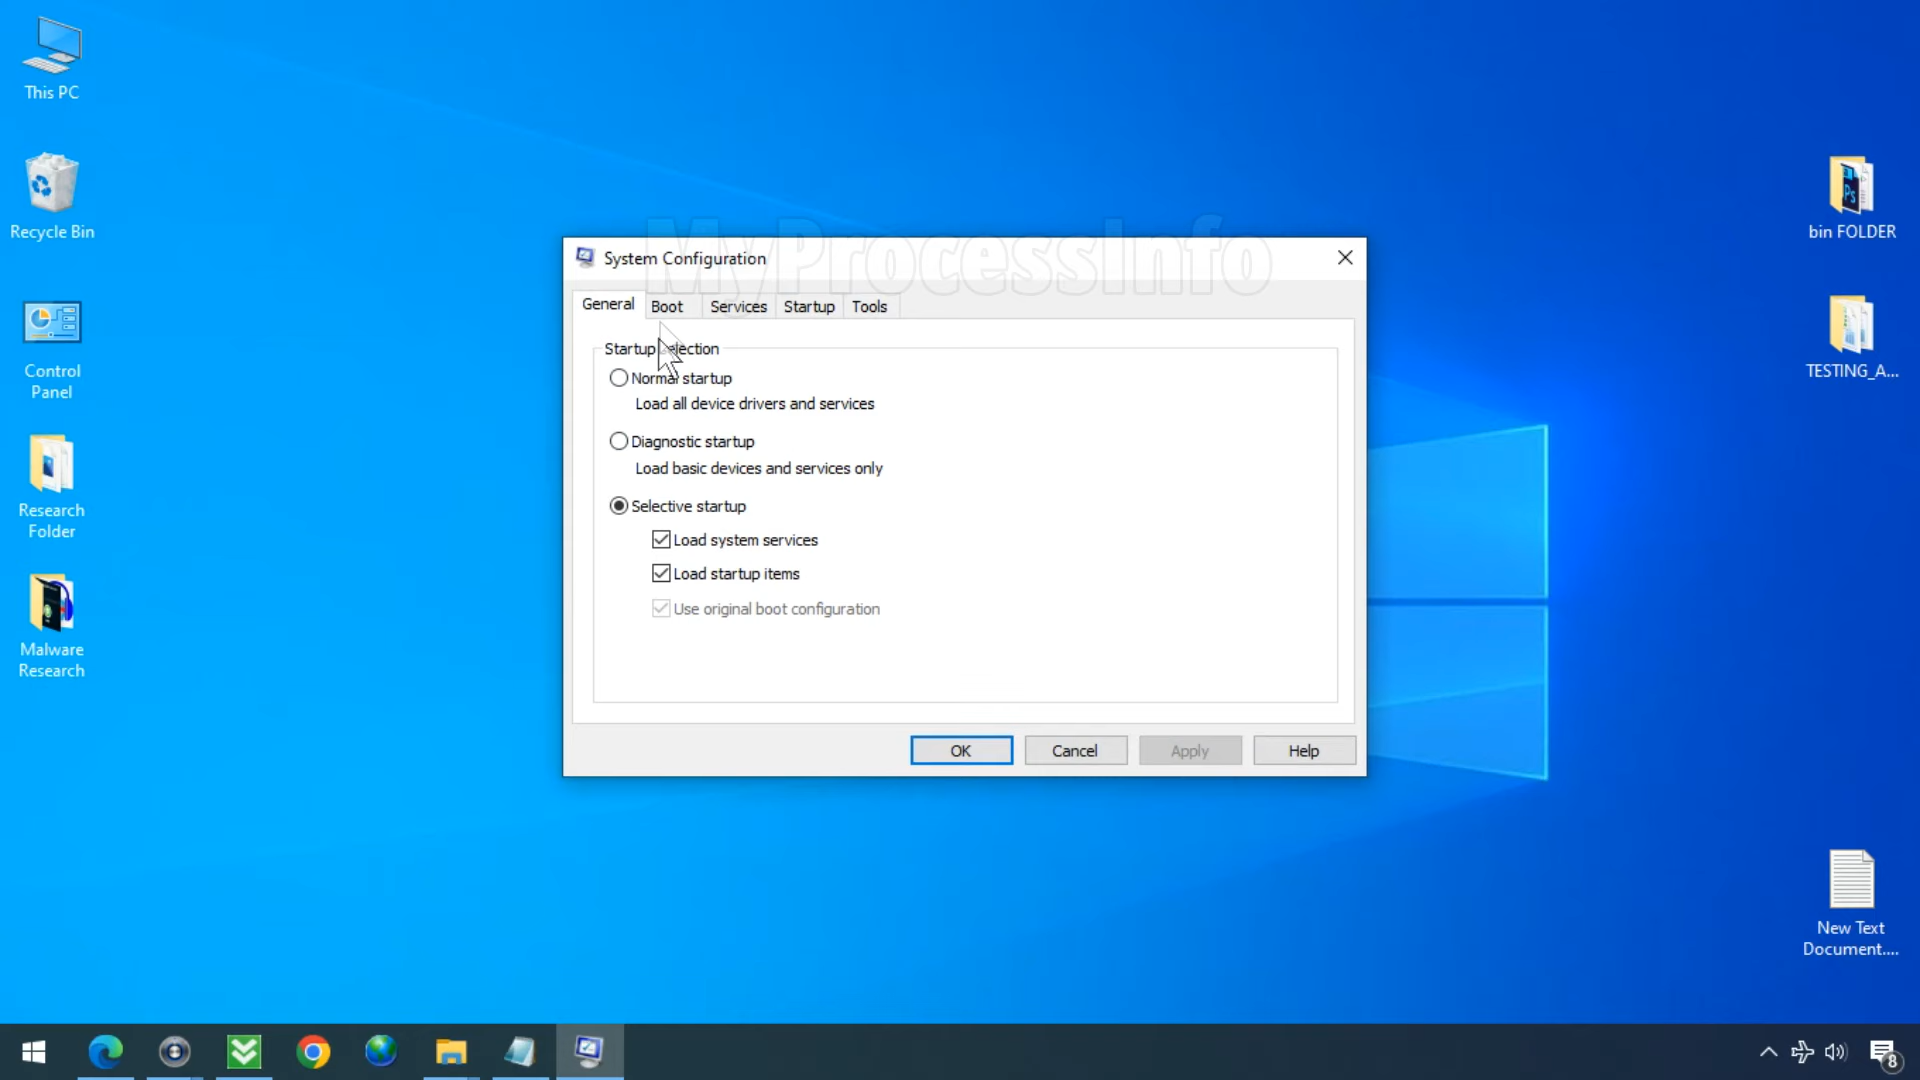 This PC
Recycle Bin
Control
Panel
Research
Folder
Malware
Research
bin FOLDER
TESTING_A...
New Text
Document....
MyProcessInfo
System Configuration
General
Boot
Services
Startup
Tools
Startup selection
Normal startup
Load all device drivers and services
Diagnostic startup
Load basic devices and services only
Selective startup
Load system services
Load startup items
Use original boot configuration
OK
Cancel
Apply
Help
Ps
8